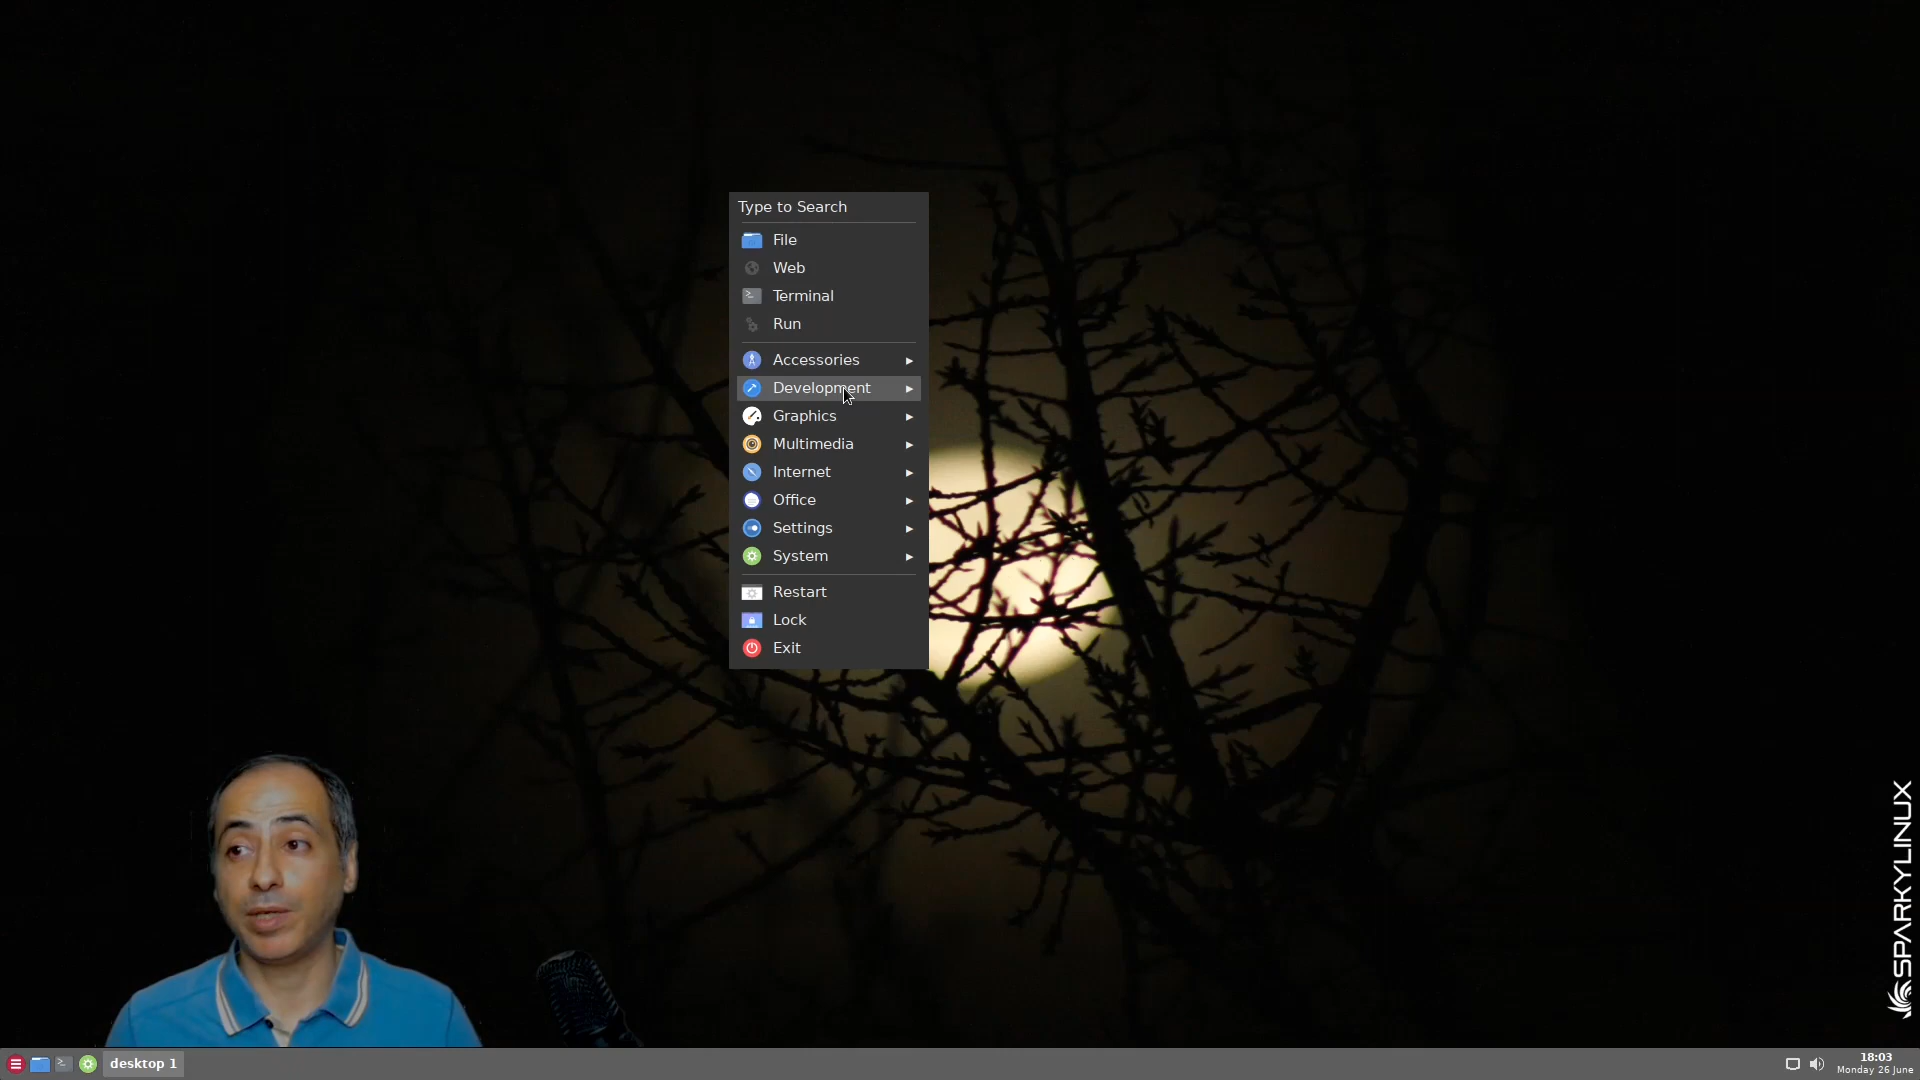 Type to Search
File
Web
Terminal
Run
Accessories
Development
Graphics
Multimedia
Internet
Office
Settings
System
Restart
Lock
Exit
SPARKYLINUX
desktop 1
18:03
Monday 26 June